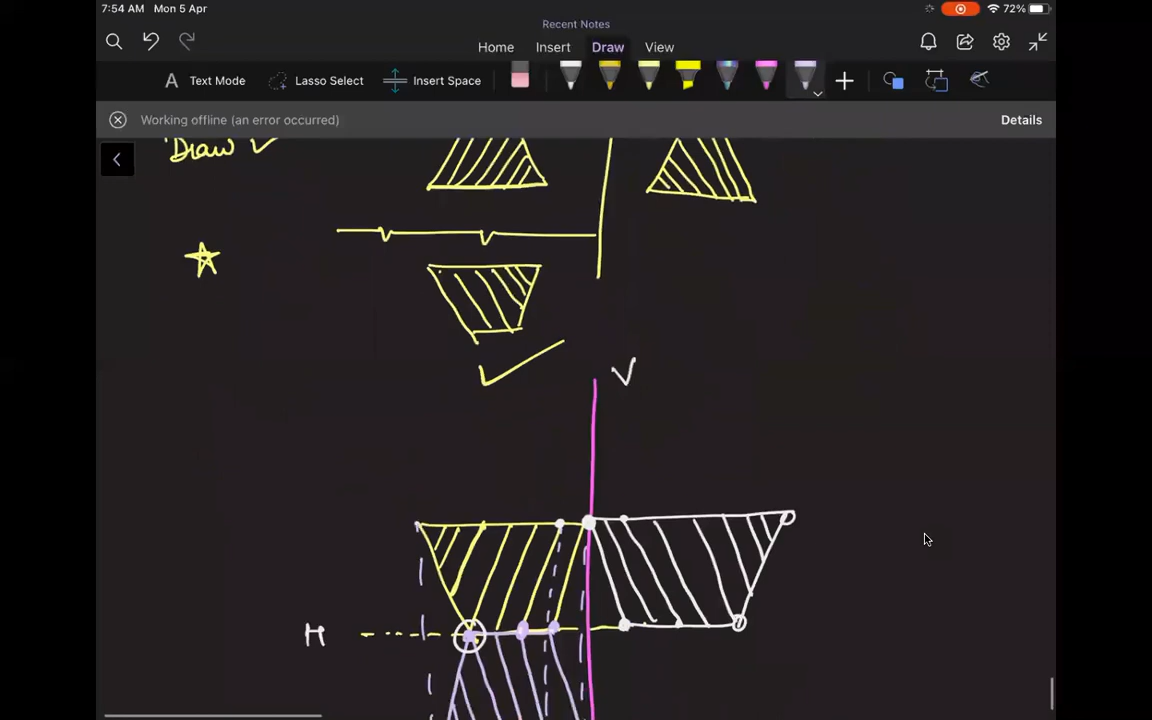 7:54 AM Mon 5 Apr
72%
Recent Notes
Home Insert Draw View
Text Mode Lasso Select Insert Space
Working offline (an error occurred) Details
Draw
V
H